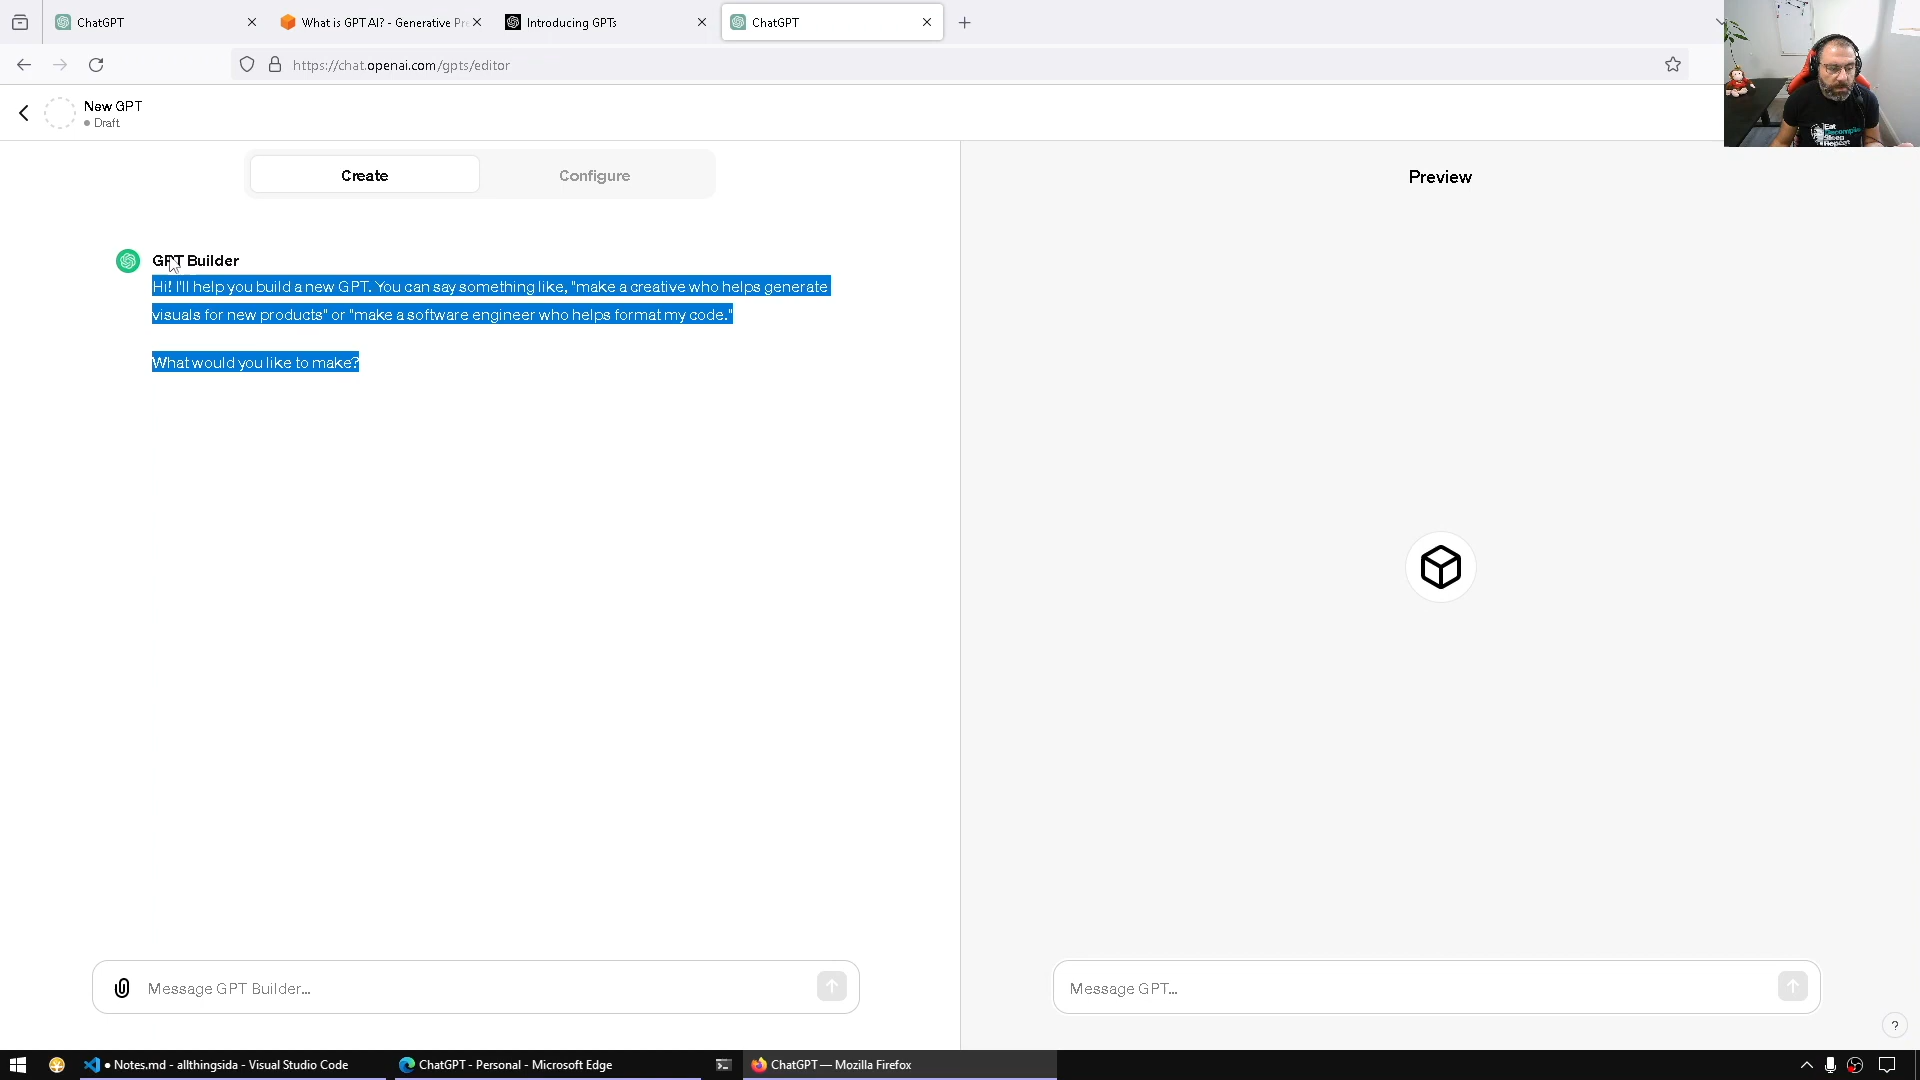 ChatGPT
What is GPT AI? - Generative Pr
Introducing GPTs
ChatGPT
https://chat.openai.com/gpts/editor
New GPT
Draft
Create
Configure
Preview
GPT Builder
Hi! I'll help you build a new GPT. You can say something like, "make a creative who helps generate
visuals for new products" or "make a software engineer who helps format my code."
What would you like to make?
Message GPT Builder...
Message GPT...
?
Eat
Decompile
Sleep
Repeat
● Notes.md - allthingsida - Visual Studio Code
ChatGPT - Personal - Microsoft Edge
ChatGPT — Mozilla Firefox